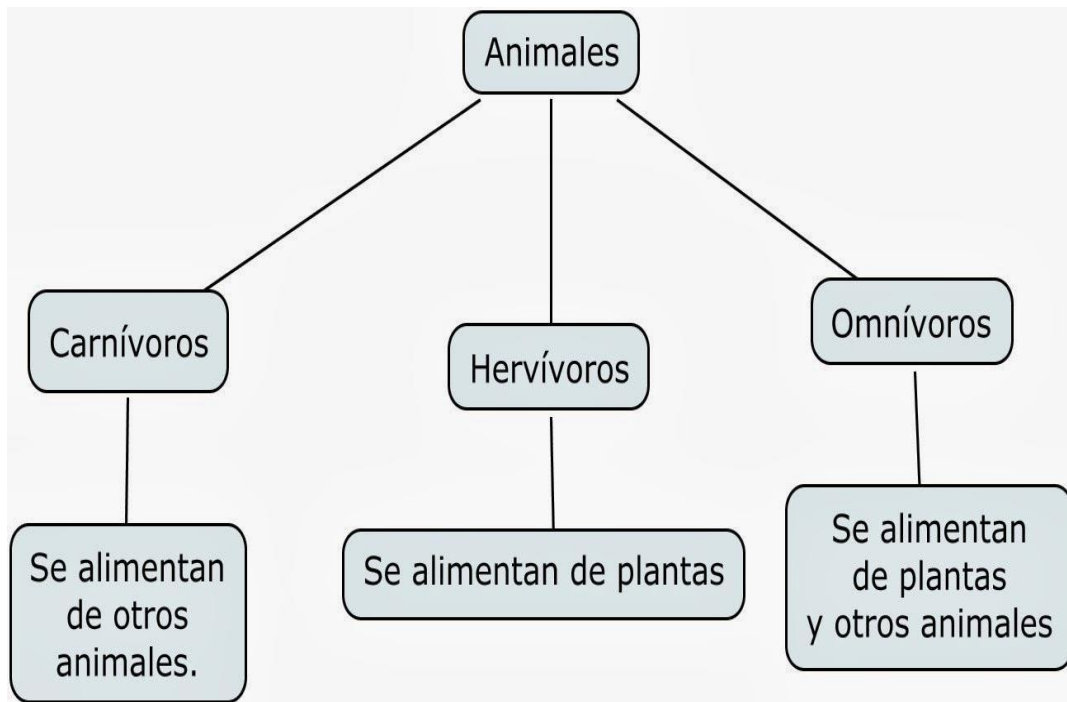 Animales
Carnívoros
Hervívoros
Omnívoros
Se alimentan
de otros
animales.
Se alimentan de plantas
Se alimentan
de plantas
y otros animales